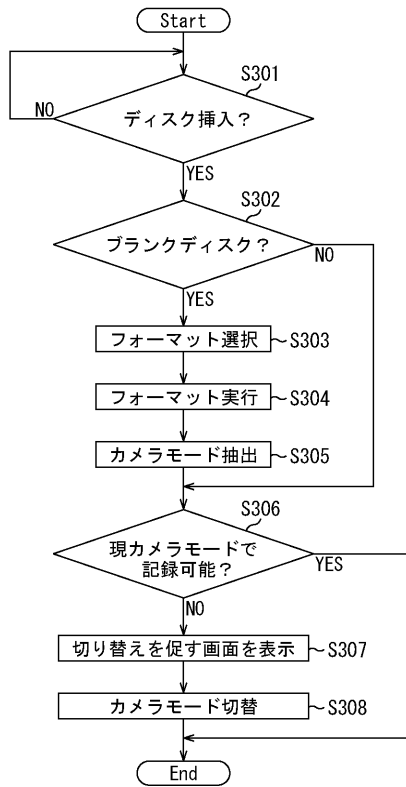 Start
S301
ディスク挿入?
NO
YES
S302
ブランクディスク?
NO
YES
フォーマット選択
S303
フォーマット実行
S304
カメラモード抽出
S305
S306
現カメラモードで
記録可能?
YES
NO
切り替えを促す画面を表示
S307
カメラモード切替
S308
End